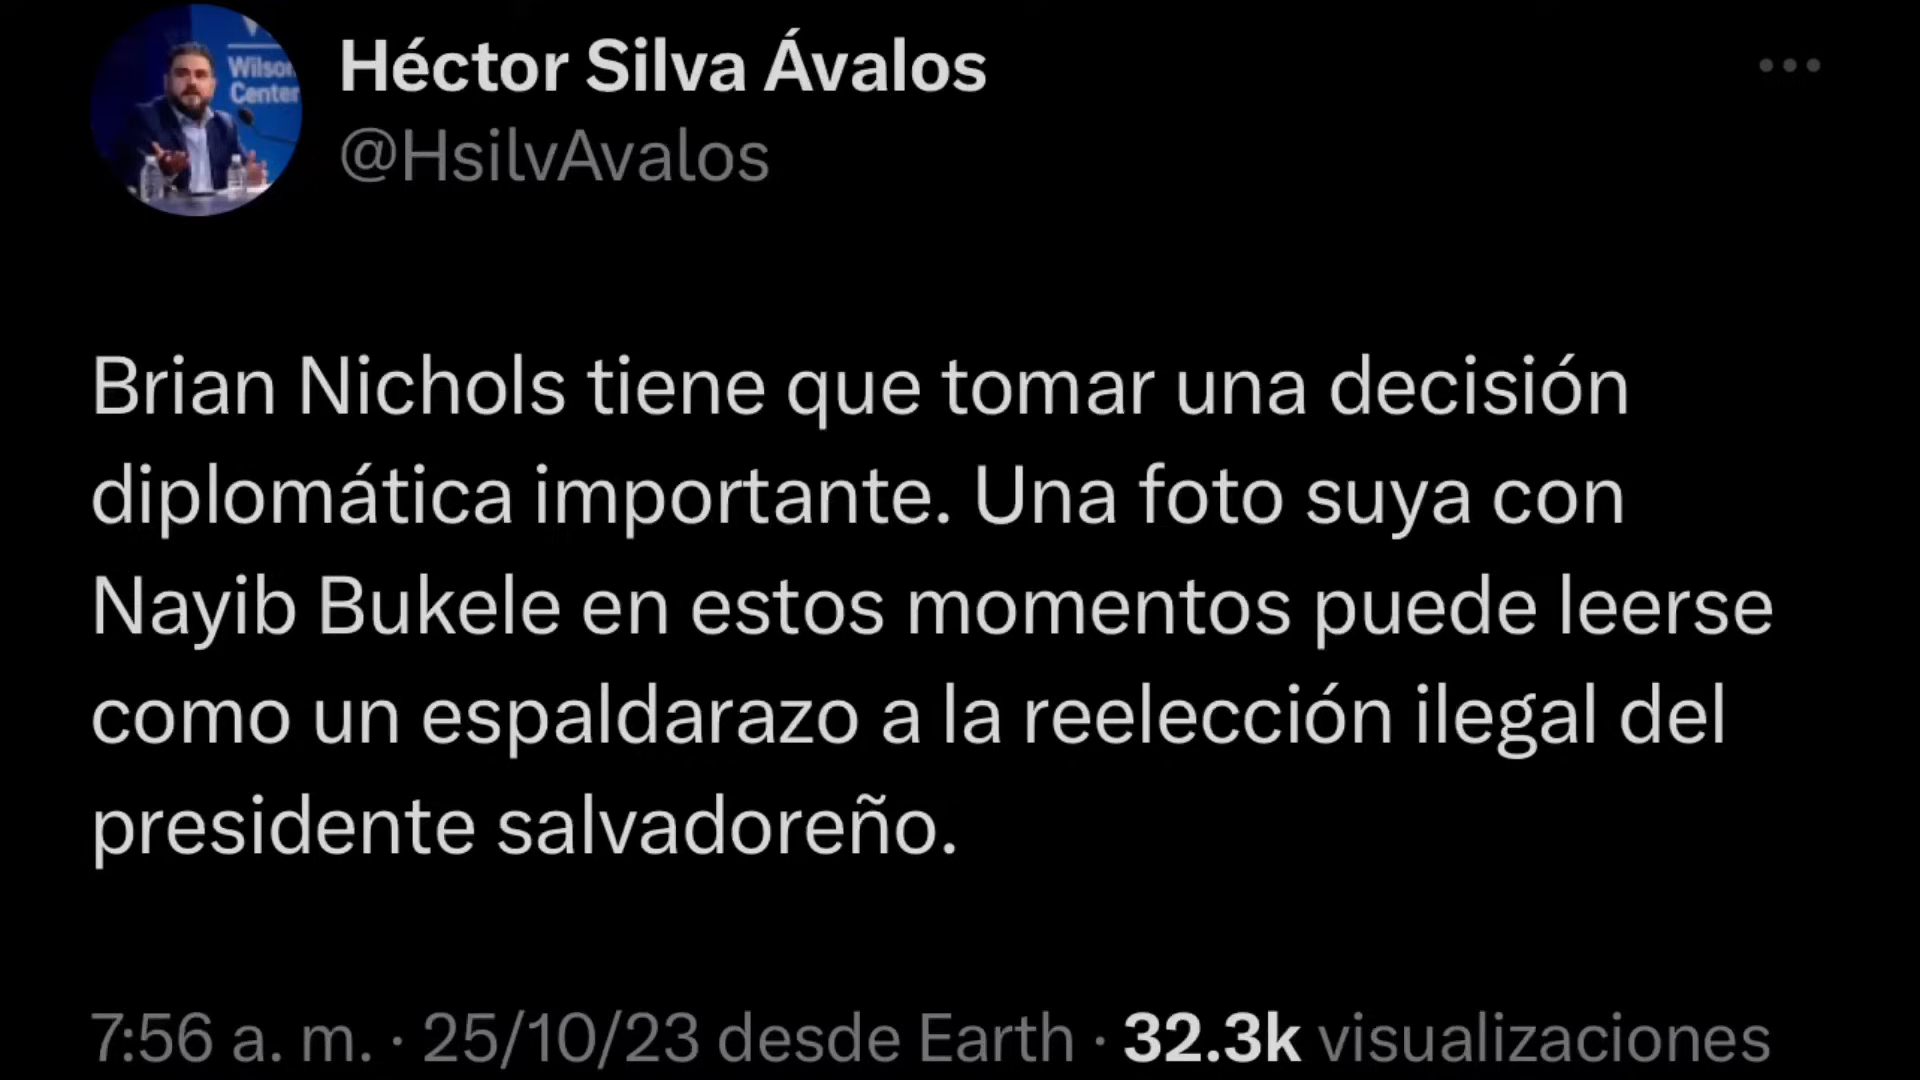 Wilson
Center
Héctor Silva Ávalos
@HsilvAvalos
Brian Nichols tiene que tomar una decisión
diplomática importante. Una foto suya con
Nayib Bukele en estos momentos puede leerse
como un espaldarazo a la reelección ilegal del
presidente salvadoreño.
7:56 a. m. · 25/10/23 desde Earth · 32.3k visualizaciones